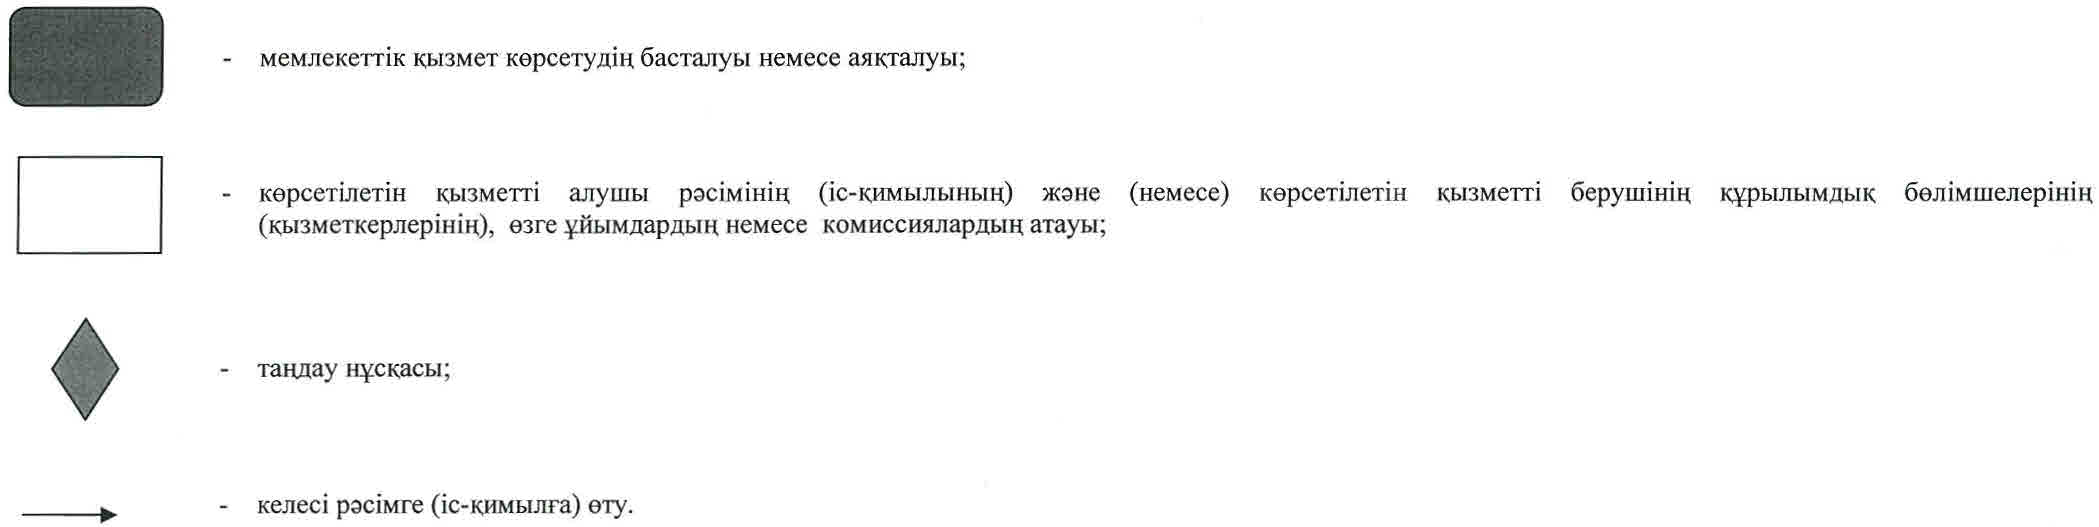 - мемлекеттік қызмет көрсетудің басталуы немесе аяқталуы;
- көрсетілетін қызметті алушы рәсімінің (іс-қимылының) және (немесе) көрсетілетін қызметті берушінің құрылымдық бөлімшелерінің
(қызметкерлерінің), өзге ұйымдардың немесе комиссиялардың атауы;
- таңдау нұсқасы;
- келесі рәсімге (іс-қимылға) өту.